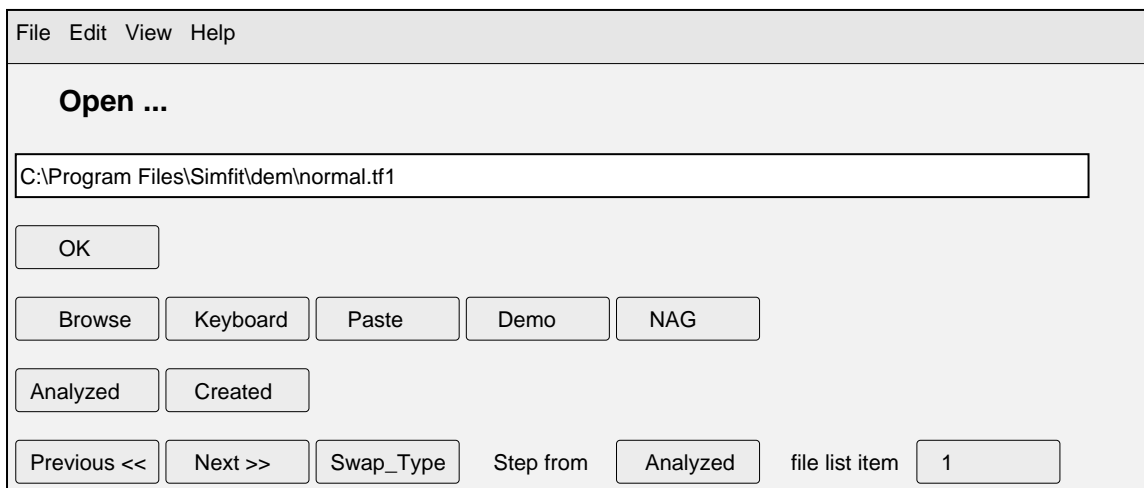 File Edit View Help
Open ...
C:\Program Files\Simfit\dem\normal.tf1
OK
Browse Keyboard Paste Demo NAG
Analyzed Created
Previous << Next >> Swap_Type Step from Analyzed file list item 1